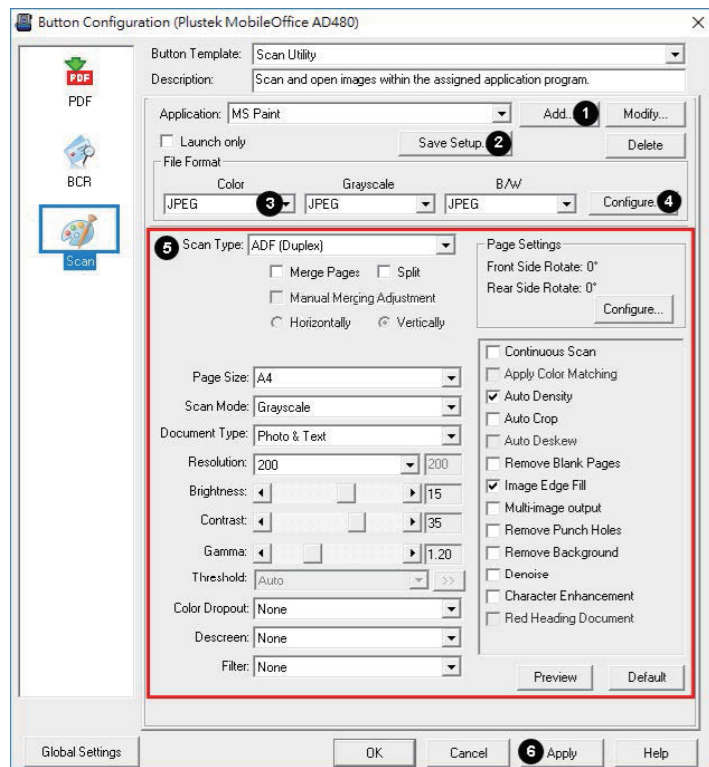 Button Configuration (Plustek MobileOffice AD480)
PDF
PDF
BCR
Scan
Button Template: Scan Utility
Description: Scan and open images within the assigned application program.
Application: MS Paint Add... 1 Modify...
Launch only Save Setup... 2 Delete
File Format
Color Grayscale B/W
JPEG 3 JPEG JPEG Configure... 4
5 Scan Type: ADF (Duplex)
Merge Pages Split
Manual Merging Adjustment
Horizontally Vertically
Page Settings
Front Side Rotate: 0°
Rear Side Rotate: 0°
Configure...
Page Size: A4
Scan Mode: Grayscale
Document Type: Photo & Text
Resolution: 200 200
Brightness: 15
Contrast: 35
Gamma: 1.20
Threshold: Auto >>
Color Dropout: None
Descreen: None
Filter: None
Continuous Scan
Apply Color Matching
Auto Density
Auto Crop
Auto Deskew
Remove Blank Pages
Image Edge Fill
Multi-image output
Remove Punch Holes
Remove Background
Denoise
Character Enhancement
Red Heading Document
Preview Default
Global Settings OK Cancel 6 Apply Help